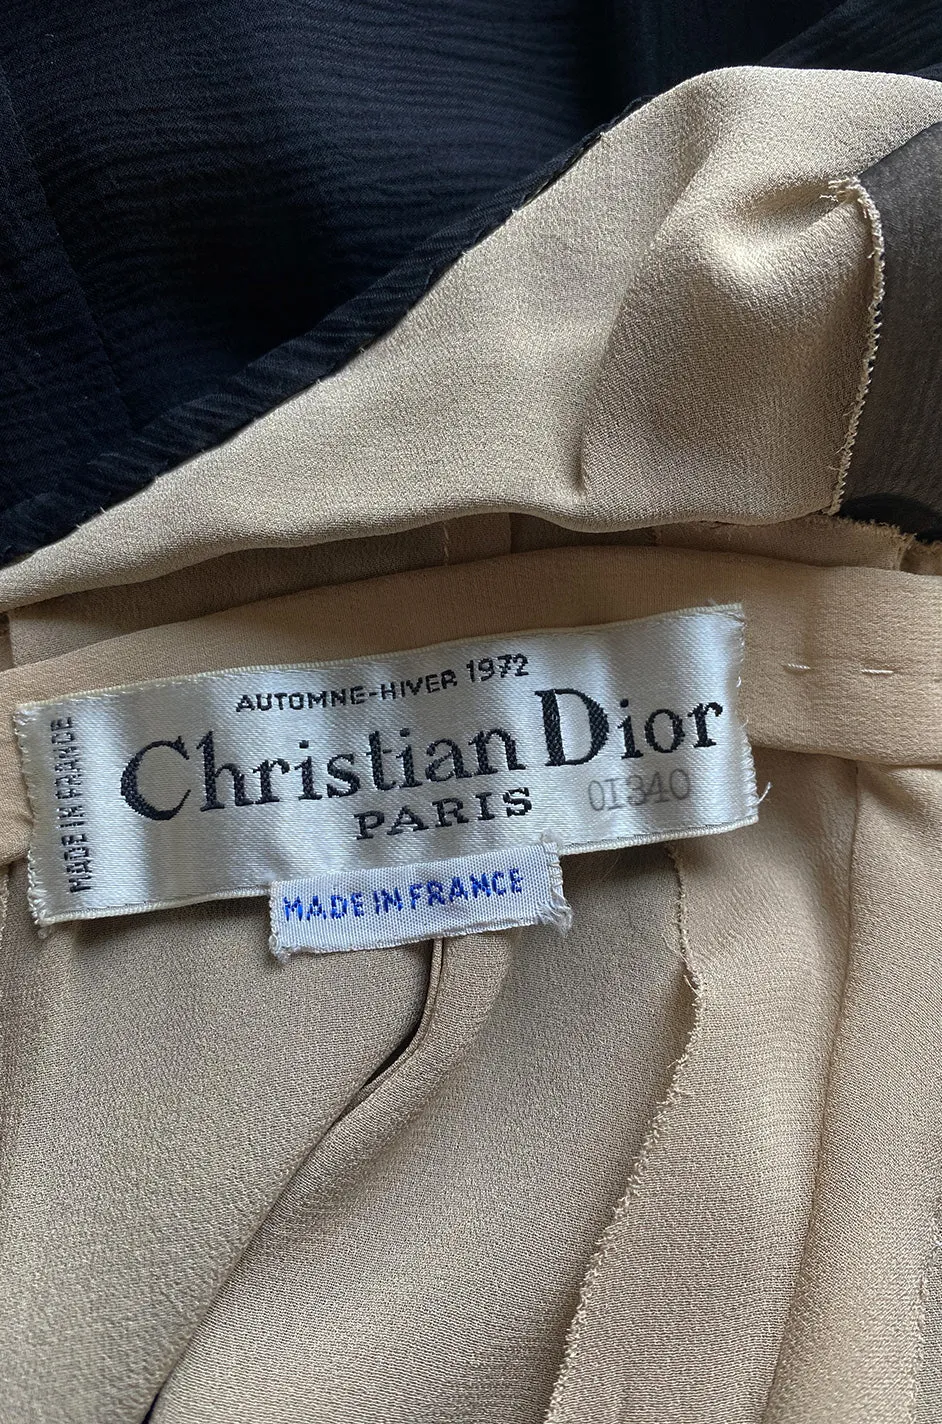 AUTOMNE-HIVER 1972
Christian Dior
PARIS
01340
MADE IN FRANCE
MADE IN FRANCE